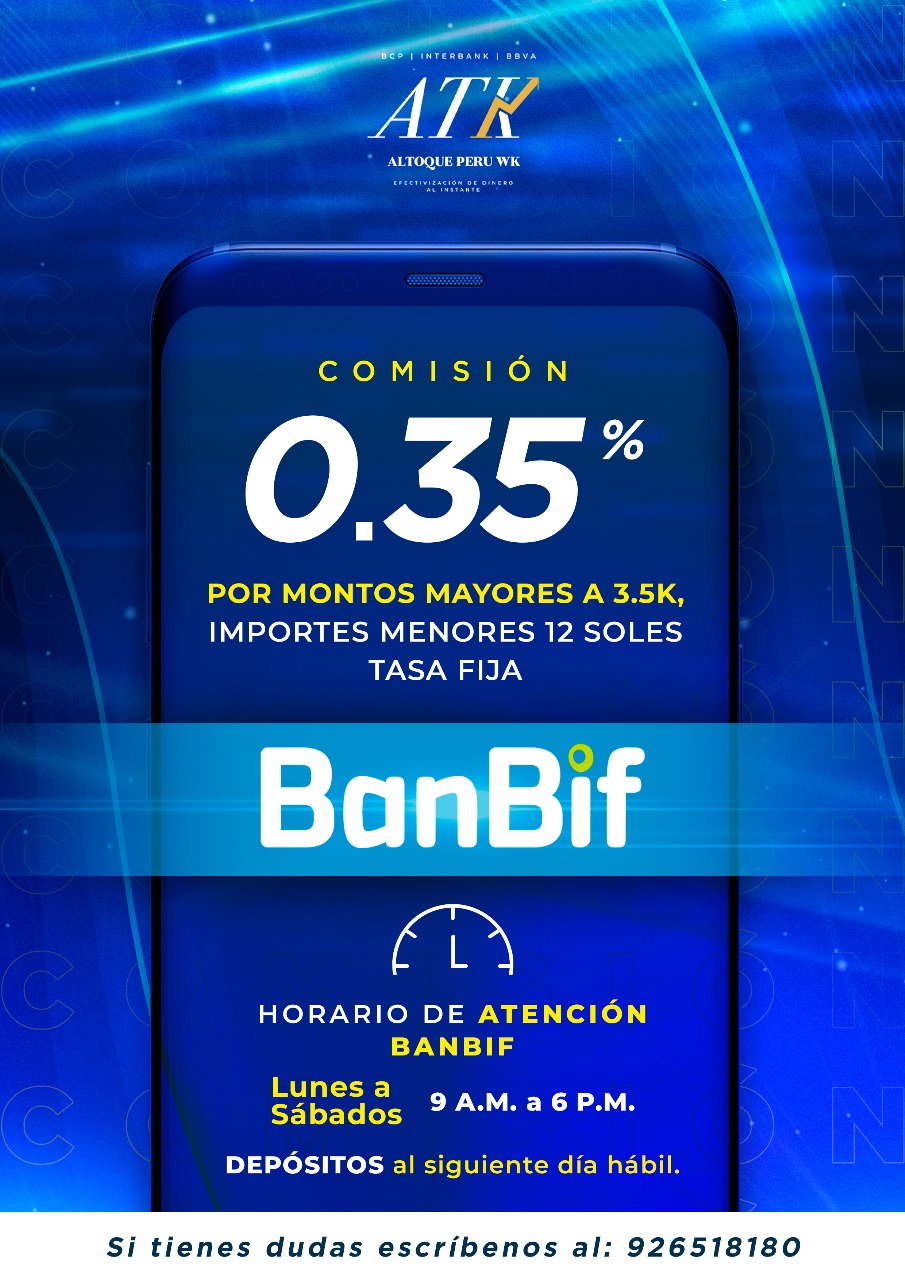 BCP | INTERBANK | BBVA
ATK
ALTOQUE PERU WK
EFECTIVIZACIÓN DE DINERO
AL INSTANTE
COMISIÓN
0.35%
POR MONTOS MAYORES A 3.5K,
IMPORTES MENORES 12 SOLES
TASA FIJA
BanBif
HORARIO DE ATENCIÓN
BANBIF
Lunes a
Sábados
9 A.M. a 6 P.M.
DEPÓSITOS al siguiente día hábil.
Si tienes dudas escríbenos al: 926518180